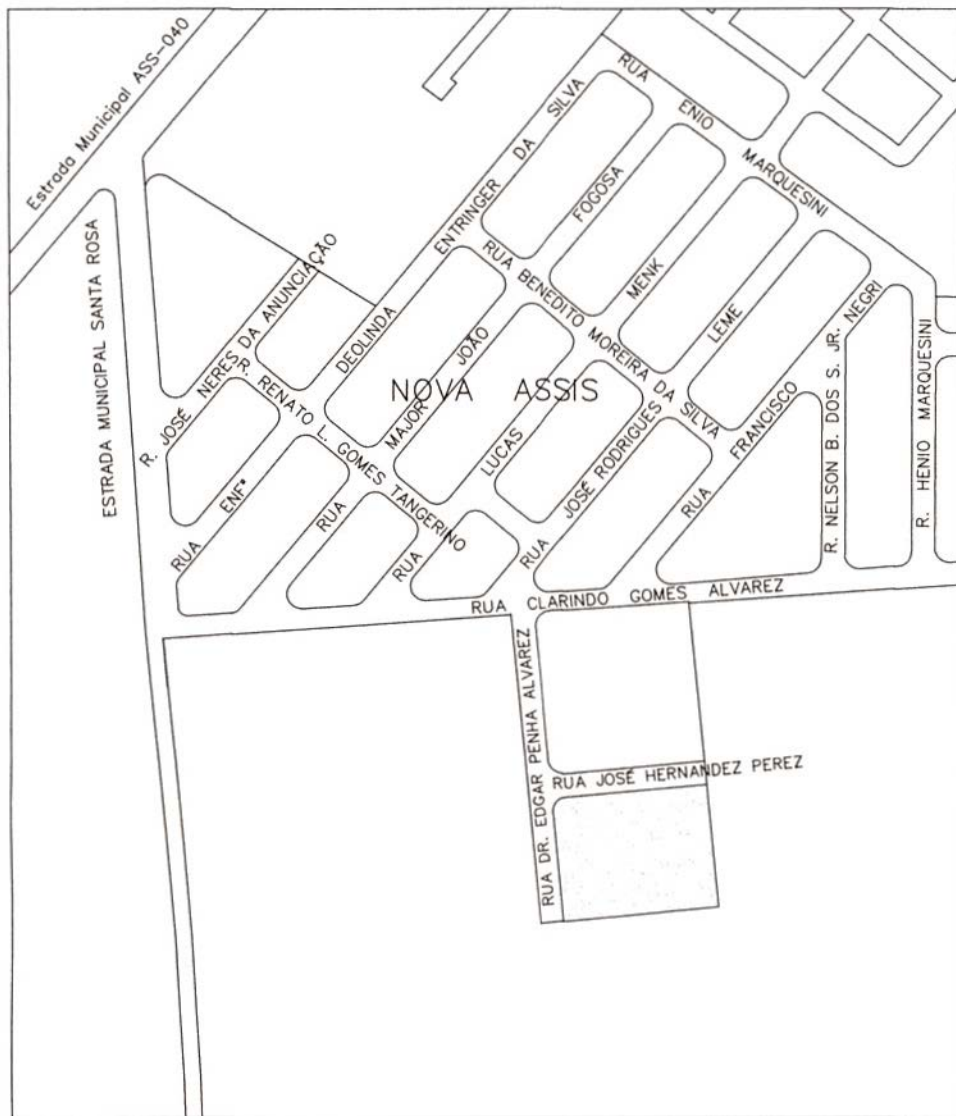 Estrada Municipal ASS-040
ESTRADA MUNICIPAL SANTA ROSA
RUA ENIO MARQUESINI
R. JOSÉ NERES DA ANUNCIAÇÃO
RUA ENFª DEOLINDA ENTRINGER DA SILVA
RUA BENEDITO MOREIRA DA SILVA
R. RENATO L. GOMES TANGERINO
RUA MAJOR JOÃO FOGOSA
NOVA ASSIS
RUA LUCAS MENK
RUA JOSÉ RODRIGUES LEME
RUA FRANCISCO NEGRI
R. NELSON B. DOS S. JR.
R. HENIO MARQUESINI
RUA CLARINDO GOMES ALVAREZ
RUA DR. EDGAR PENHA ALVAREZ
RUA JOSÉ HERNANDEZ PEREZ